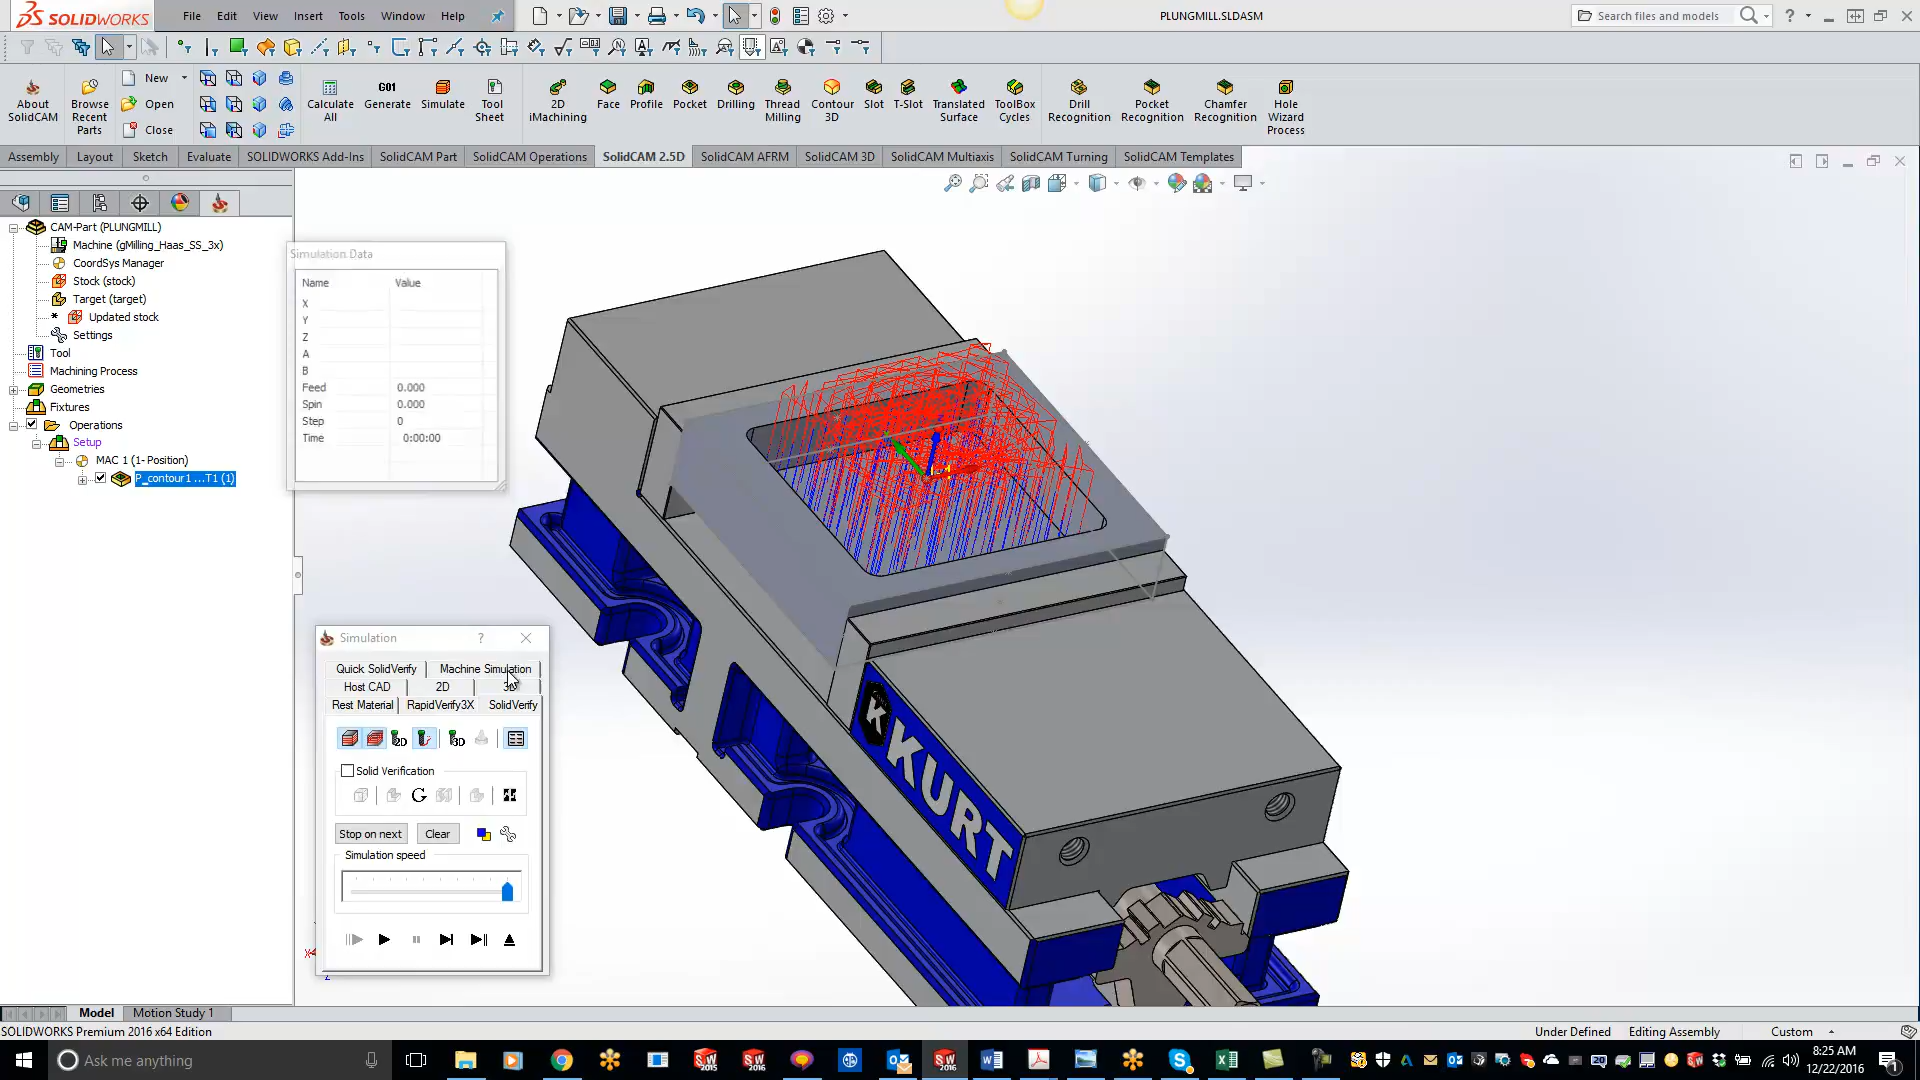 SOLIDWORKS File Edit View Insert Tools Window Help PLUNGMILL.SLDASM Search files and models
About SolidCAM
Browse Recent Parts
New
Open
Close
Calculate All
G01 Generate
Simulate
Tool Sheet
2D iMachining
Face
Profile
Pocket
Drilling
Thread Milling
Contour 3D
Slot
T-Slot
Translated Surface
ToolBox Cycles
Drill Recognition
Pocket Recognition
Chamfer Recognition
Hole Wizard Process
Assembly Layout Sketch Evaluate SOLIDWORKS Add-Ins SolidCAM Part SolidCAM Operations SolidCAM 2.5D SolidCAM AFRM SolidCAM 3D SolidCAM Multiaxis SolidCAM Turning SolidCAM Templates
CAM-Part (PLUNGMILL)
Machine (gMilling_Haas_SS_3x)
CoordSys Manager
Stock (stock)
Target (target)
* Updated stock
Settings
Tool
Machining Process
Geometries
Fixtures
Operations
Setup
MAC 1 (1- Position)
P_contour1 ...T1 (1)
Simulation Data
Name Value
X
Y
Z
A
B
Feed 0.000
Spin 0.000
Step 0
Time 0:00:00
Simulation ?
Quick SolidVerify Machine Simulation
Host CAD 2D 3D
Rest Material RapidVerify3X SolidVerify
2D 3D
Solid Verification
Stop on next Clear
Simulation speed
K KURT
Model Motion Study 1
SOLIDWORKS Premium 2016 x64 Edition Under Defined Editing Assembly Custom
Ask me anything
8:25 AM
12/22/2016